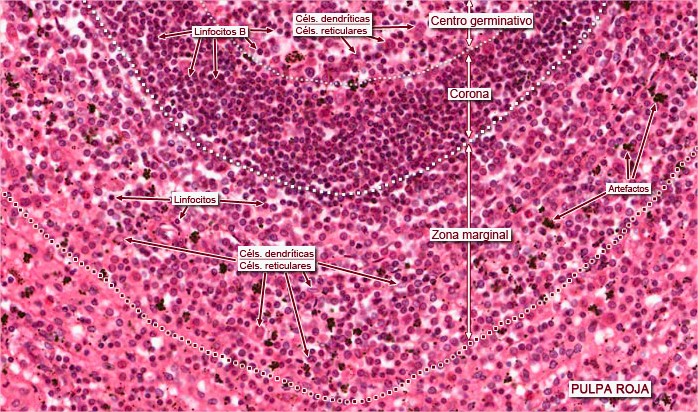 Céls. dendríticas
Céls. reticulares
Centro germinativo
Linfocitos B
Corona
Artefactos
Linfocitos
Zona marginal
Céls. dendríticas
Céls. reticulares
PULPA ROJA